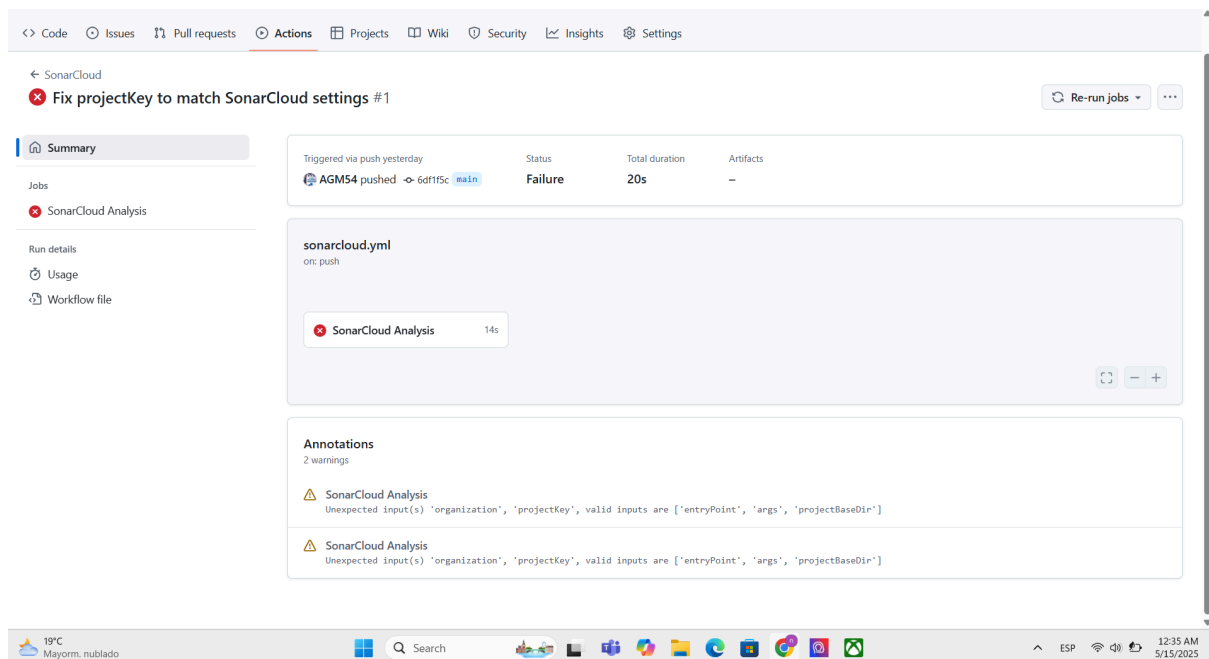 Code Issues Pull requests Actions Projects Wiki Security Insights Settings
SonarCloud
Fix projectKey to match SonarCloud settings #1
Re-run jobs
Summary
Jobs
SonarCloud Analysis
Run details
Usage
Workflow file
Triggered via push yesterday
AGM54 pushed 6df1f5c main
Status
Failure
Total duration
20s
Artifacts
–
sonarcloud.yml
on: push
SonarCloud Analysis 14s
Annotations
2 warnings
SonarCloud Analysis
Unexpected input(s) 'organization', 'projectKey', valid inputs are ['entryPoint', 'args', 'projectBaseDir']
SonarCloud Analysis
Unexpected input(s) 'organization', 'projectKey', valid inputs are ['entryPoint', 'args', 'projectBaseDir']
19°C
Mayorm. nublado
Search
ESP
12:35 AM
5/15/2025